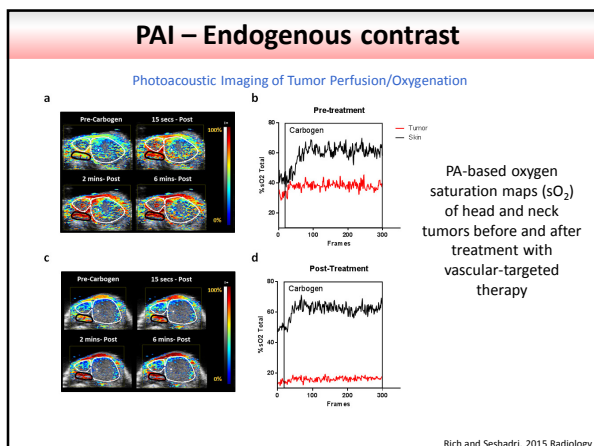 PAI – Endogenous contrast
Photoacoustic Imaging of Tumor Perfusion/Oxygenation
a
Pre-Carbogen
15 secs - Post
100%
2 mins- Post
6 mins- Post
0%
b
Pre-treatment
Carbogen
Tumor
Skin
80
60
40
20
%sO2 Total
0
100
200
300
Frames
c
Pre-Carbogen
15 secs - Post
100%
2 mins- Post
6 mins- Post
0%
d
Post-Treatment
Carbogen
80
60
40
20
%sO2 Total
0
100
200
300
Frames
PA-based oxygen
saturation maps (sO₂)
of head and neck
tumors before and after
treatment with
vascular-targeted
therapy
Rich and Seshadri, 2015 Radiology